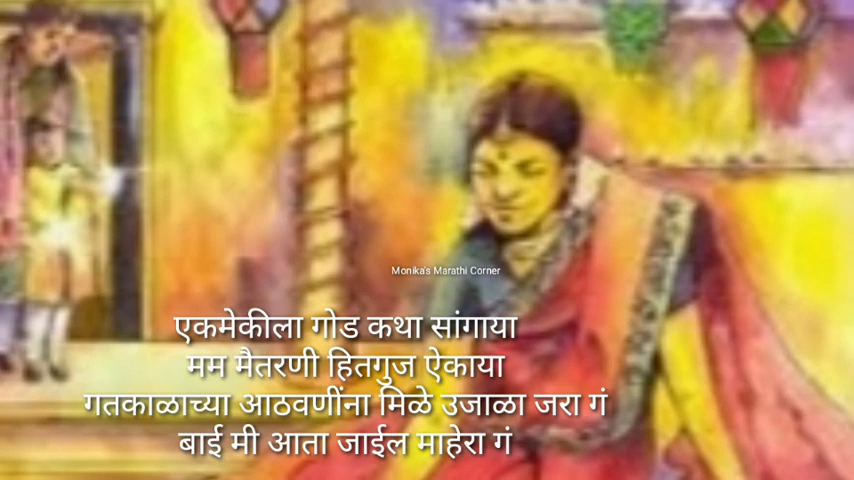 Monika's Marathi Corner
एकमेकीला गोड कथा सांगाया
मम मैतरणी हितगुज ऐकाया
गतकाळाच्या आठवणींना मिळे उजाळा जरा गं
बाई मी आता जाईल माहेरा गं